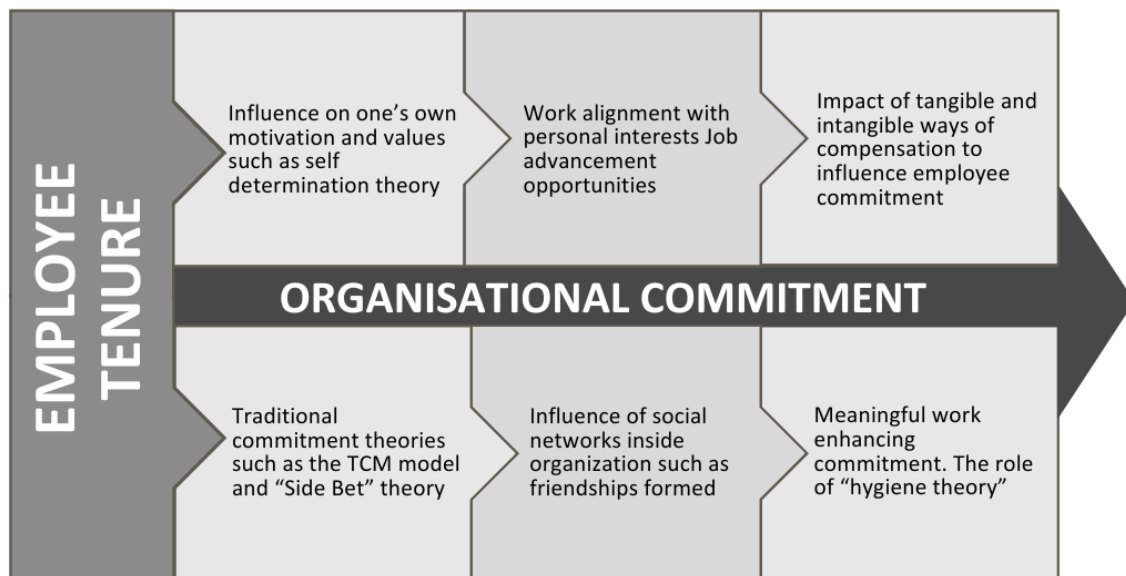 EMPLOYEE
TENURE
Influence on one’s own
motivation and values
such as self
determination theory
Work alignment with
personal interests Job
advancement
opportunities
Impact of tangible and
intangible ways of
compensation to
influence employee
commitment
ORGANISATIONAL COMMITMENT
Traditional
commitment theories
such as the TCM model
and “Side Bet” theory
Influence of social
networks inside
organization such as
friendships formed
Meaningful work
enhancing
commitment. The role
of “hygiene theory”